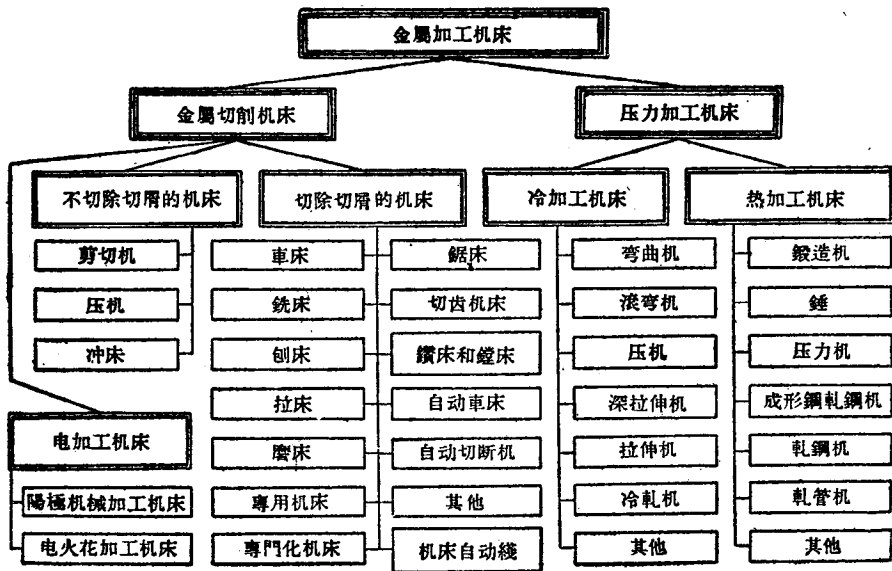 金屬加工机床
金屬切削机床
压力加工机床
不切除切屑的机床
切除切屑的机床
冷加工机床
热加工机床
剪切机
車床
鋸床
弯曲机
鍛造机
压机
銑床
切齿机床
滚弯机
錘
冲床
刨床
鑽床和鏜床
压机
压力机
拉床
自动車床
深拉伸机
成形鋼軋鋼机
电加工机床
磨床
自动切断机
拉伸机
軋鋼机
陽極机械加工机床
專用机床
其他
冷軋机
軋管机
电火花加工机床
專門化机床
机床自动綫
其他
其他